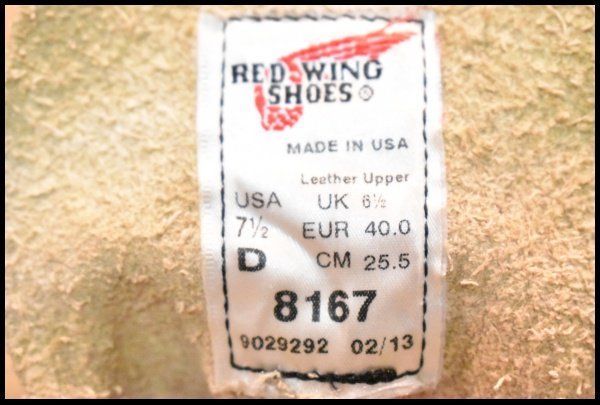 RED WING
SHOES®
MADE IN USA
Leather Upper
USA UK 6½
7½ EUR 40.0
D CM 25.5
8167
9029292 02/13